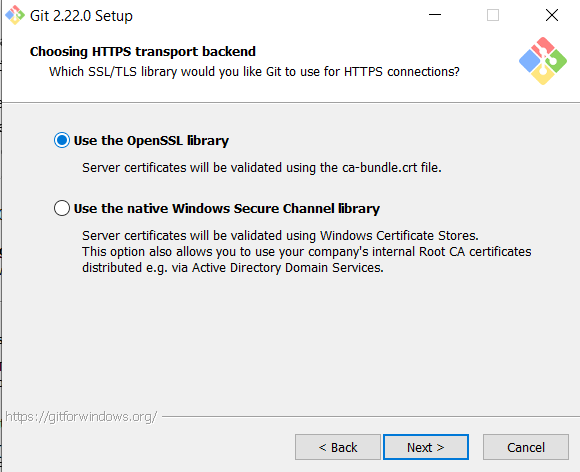 Git 2.22.0 Setup
Choosing HTTPS transport backend
Which SSL/TLS library would you like Git to use for HTTPS connections?
Use the OpenSSL library
Server certificates will be validated using the ca-bundle.crt file.
Use the native Windows Secure Channel library
Server certificates will be validated using Windows Certificate Stores.
This option also allows you to use your company's internal Root CA certificates
distributed e.g. via Active Directory Domain Services.
https://gitforwindows.org/
< Back
Next >
Cancel